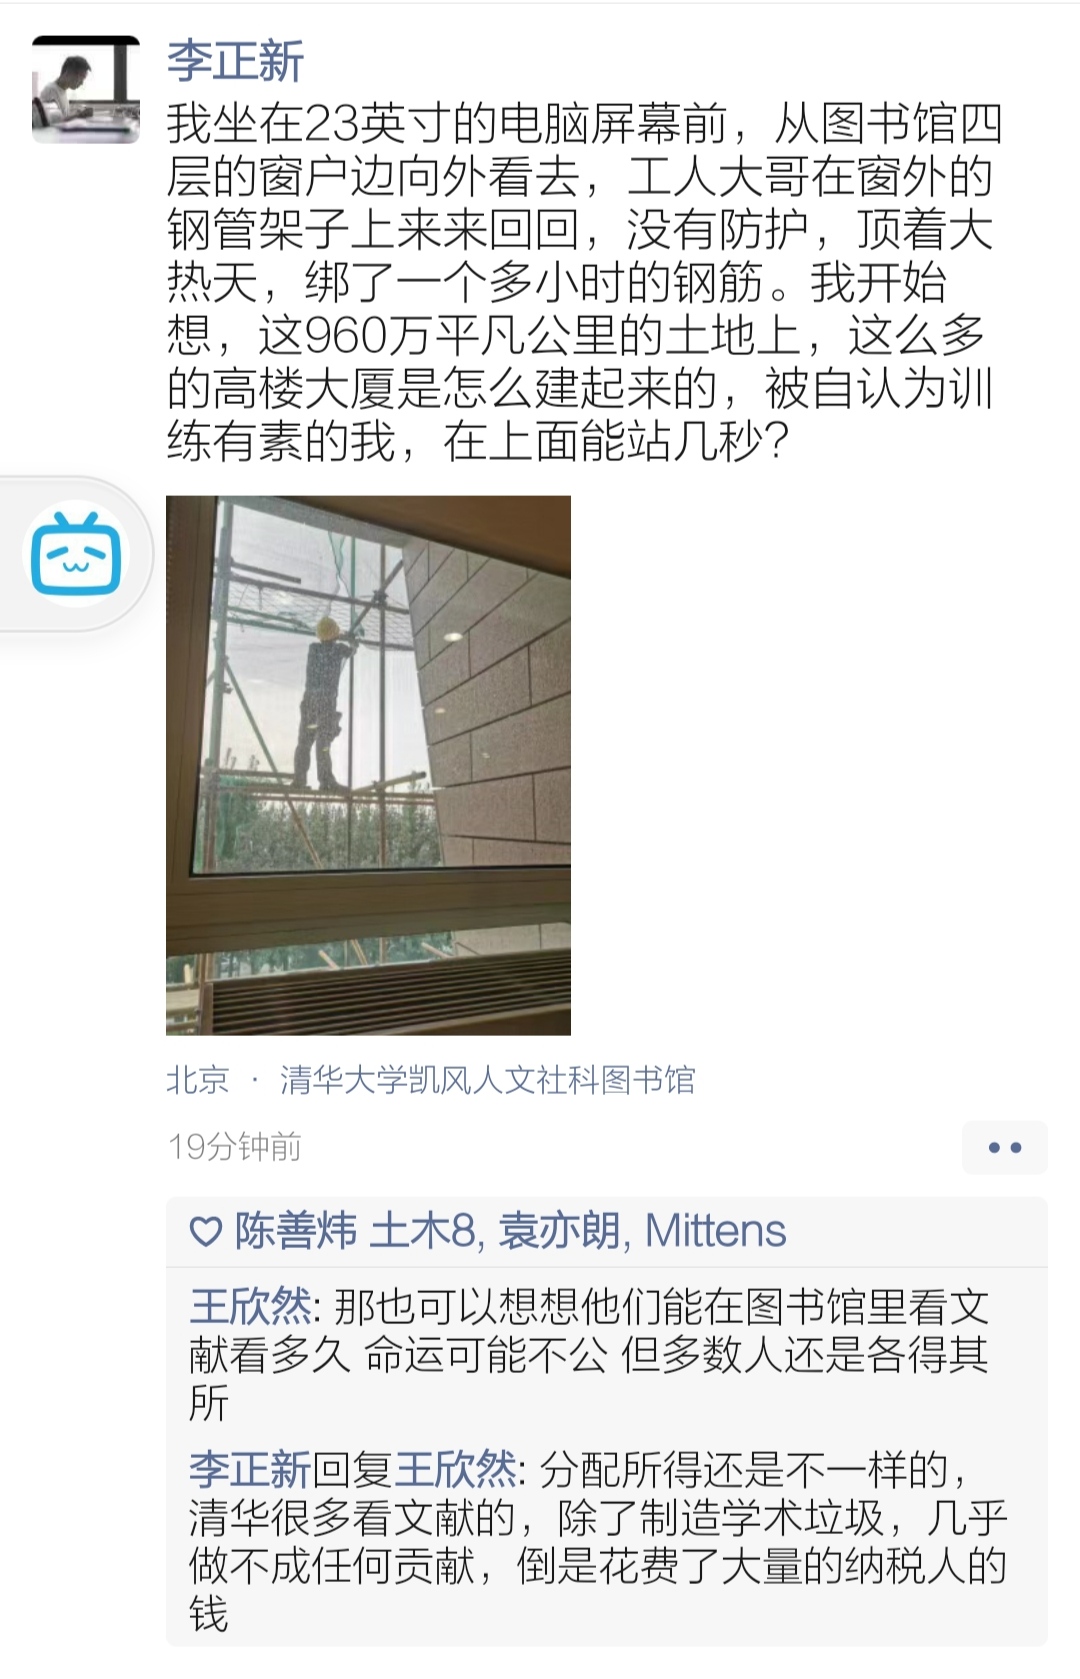 李正新
我坐在23英寸的电脑屏幕前，从图书馆四
层的窗户边向外看去，工人大哥在窗外的
钢管架子上来来回回，没有防护，顶着大
热天，绑了一个多小时的钢筋。我开始
想，这960万平凡公里的土地上，这么多
的高楼大厦是怎么建起来的，被自认为训
练有素的我，在上面能站几秒？
北京 · 清华大学凯风人文社科图书馆
19分钟前
陈善炜 土木8, 袁亦朗, Mittens
王欣然: 那也可以想想他们能在图书馆里看文
献看多久 命运可能不公 但多数人还是各得其
所
李正新回复王欣然: 分配所得还是不一样的，
清华很多看文献的，除了制造学术垃圾，几乎
做不成任何贡献，倒是花费了大量的纳税人的
钱